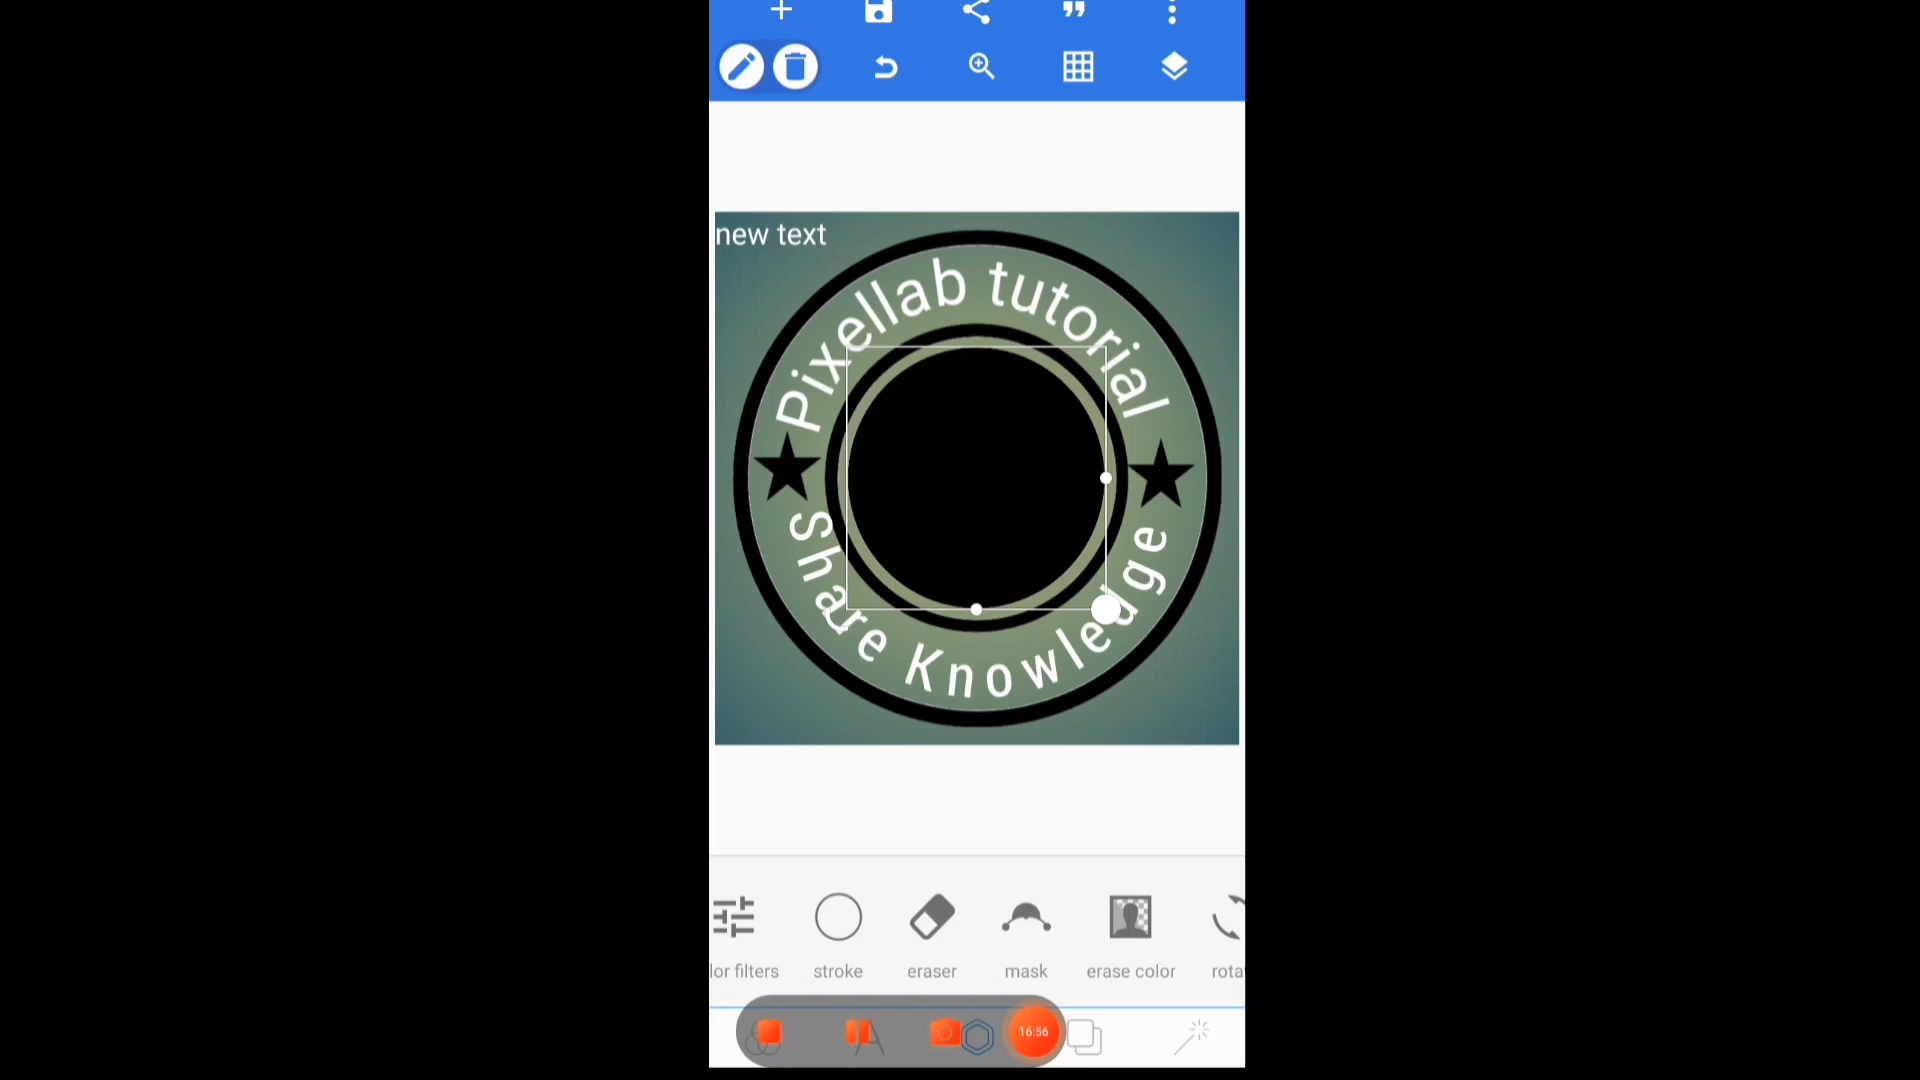 new text
Pixellab tutorial
Share Knowledge
lor filters
stroke
eraser
mask
erase color
rota
16:56